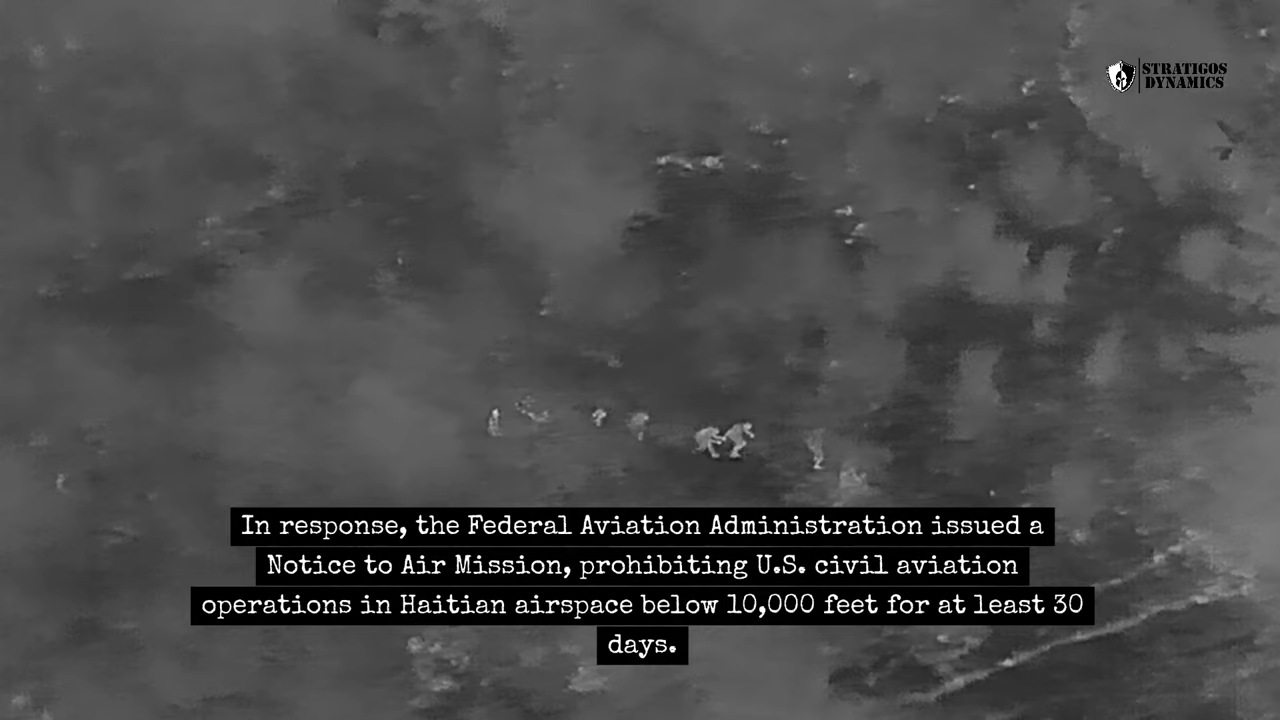 STRATIGOS
DYNAMICS
In response, the Federal Aviation Administration issued a
Notice to Air Mission, prohibiting U.S. civil aviation
operations in Haitian airspace below 10,000 feet for at least 30
days.